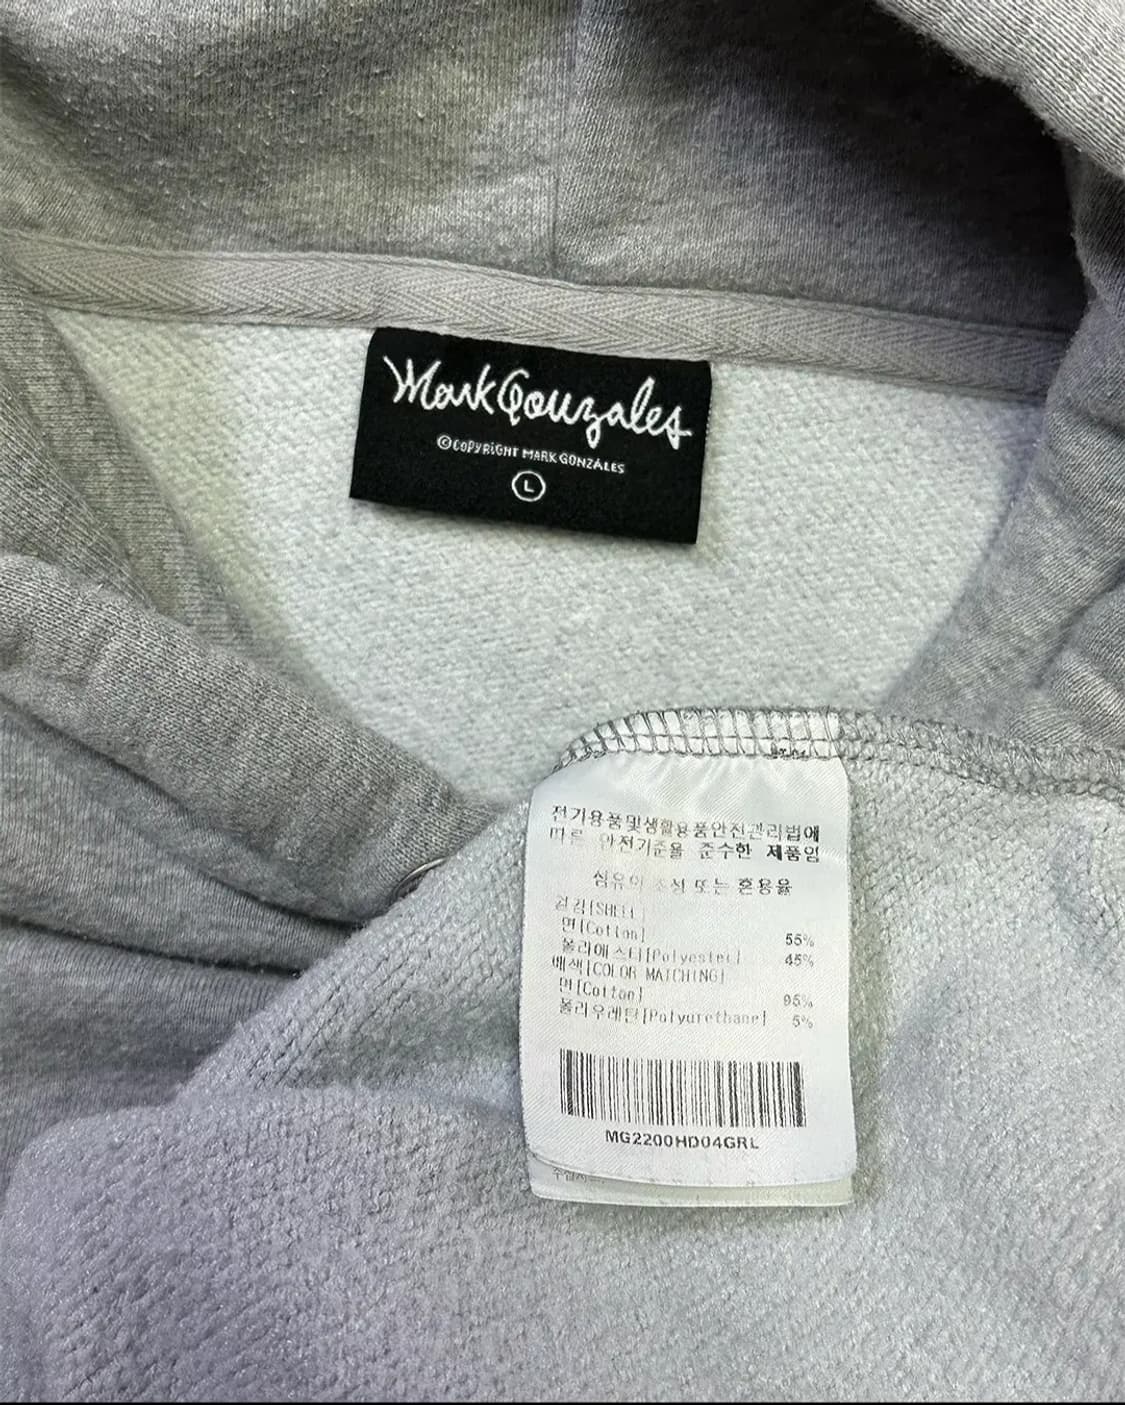 Mark Gonzales
©COPYRIGHT MARK GONZALES
L
전기용품및생활용품안전관리법에
따른 안전기준을 준수한 제품임
섬유의 조성 또는 혼용율
겉감[SHELL]
면[Cotton] 55%
폴리에스터[Polyester] 45%
배색[COLOR MATCHING]
면[Cotton] 95%
폴리우레탄[Polyurethane] 5%
MG2200HD04GRL